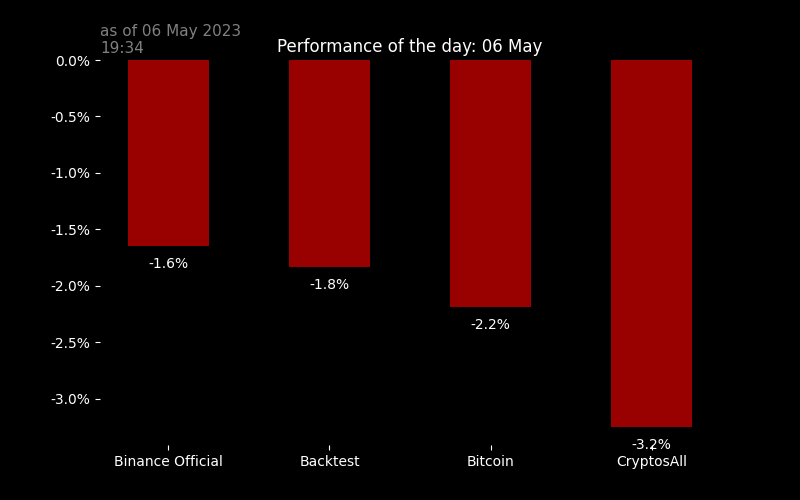 as of 06 May 2023
19:34
Performance of the day: 06 May
0.0%
-0.5%
-1.0%
-1.5%
-2.0%
-2.5%
-3.0%
-1.6%
-1.8%
-2.2%
-3.2%
Binance Official
Backtest
Bitcoin
CryptosAll